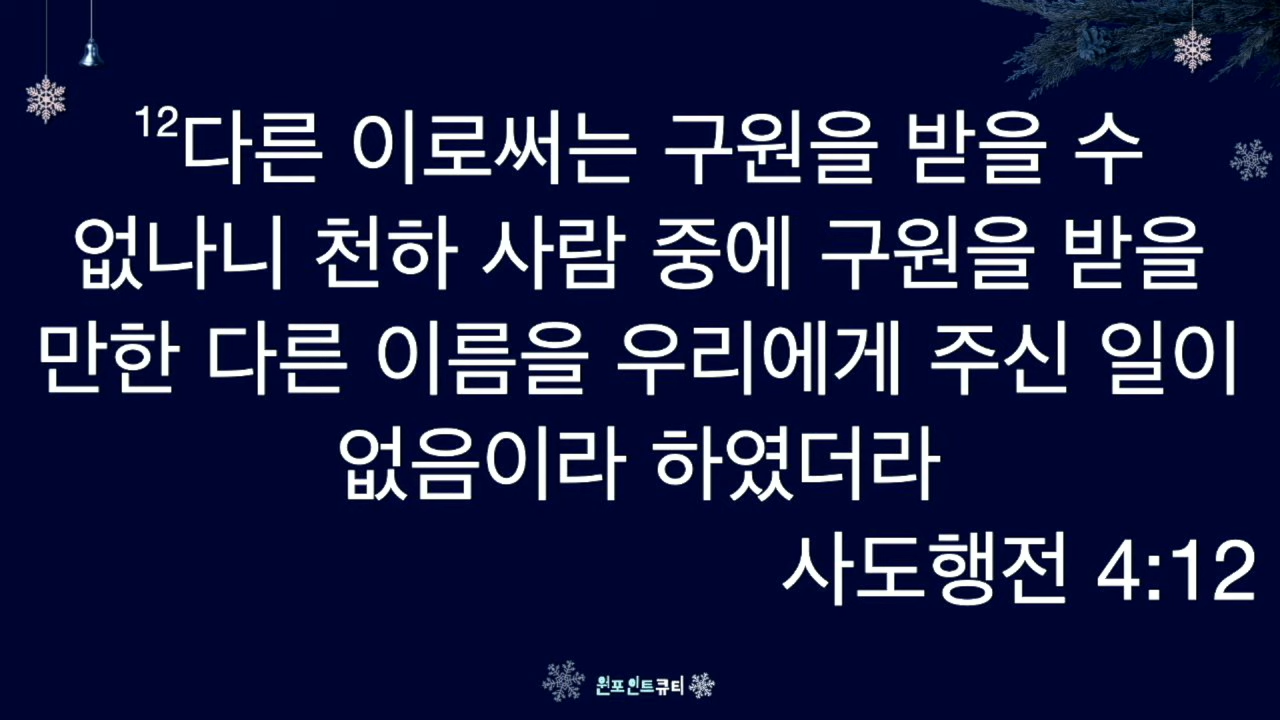 12다른 이로써는 구원을 받을 수
없나니 천하 사람 중에 구원을 받을
만한 다른 이름을 우리에게 주신 일이
없음이라 하였더라
사도행전 4:12
원포인트큐티